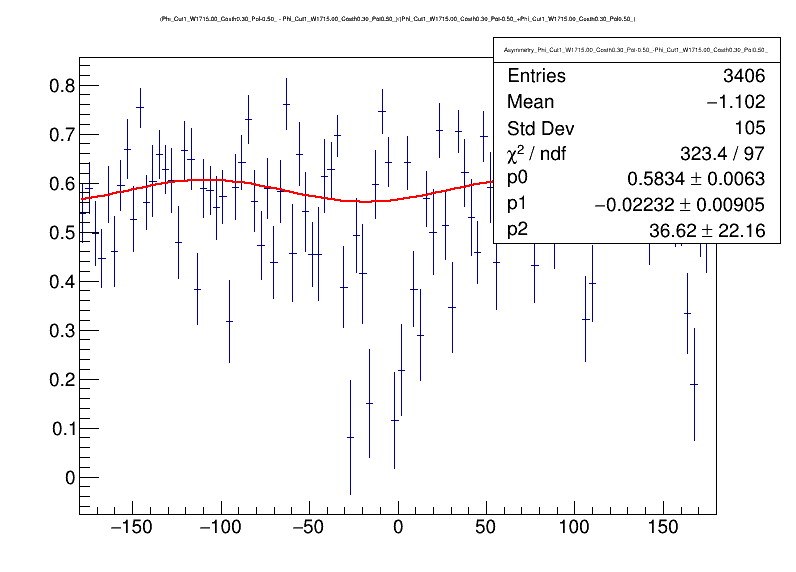 (Phi_Cut1_W1715.00_Costh0.30_Pol-0.50_ - Phi_Cut1_W1715.00_Costh0.30_Pol0.50_)/(Phi_Cut1_W1715.00_Costh0.30_Pol-0.50_+Phi_Cut1_W1715.00_Costh0.30_Pol0.50_)
Asymmetry_Phi_Cut1_W1715.00_Costh0.30_Pol-0.50_-Phi_Cut1_W1715.00_Costh0.30_Pol0.50_
Entries 3406
Mean −1.102
Std Dev 105
χ² / ndf 323.4 / 97
p0 0.5834 ± 0.0063
p1 −0.02232 ± 0.00905
p2 36.62 ± 22.16
0.8
0.7
0.6
0.5
0.4
0.3
0.2
0.1
0
−150 −100 −50 0 50 100 150